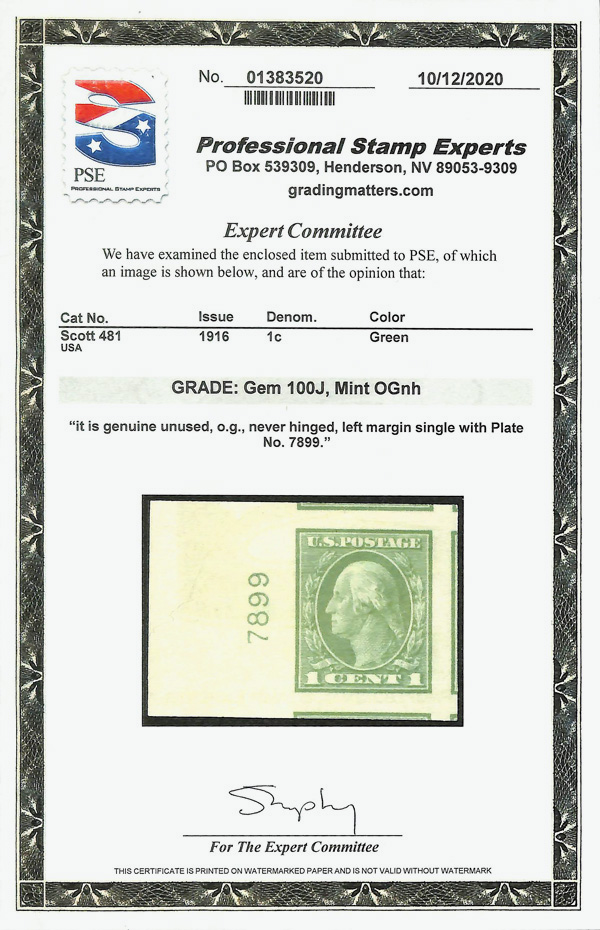 No. 01383520
10/12/2020
PSE
PROFESSIONAL STAMP EXPERTS
Professional Stamp Experts
PO Box 539309, Henderson, NV 89053-9309
gradingmatters.com
Expert Committee
We have examined the enclosed item submitted to PSE, of which
an image is shown below, and are of the opinion that:
Cat No. Issue Denom. Color
Scott 481 1916 1c Green
USA
GRADE: Gem 100J, Mint OGnh
“it is genuine unused, o.g., never hinged, left margin single with Plate
No. 7899.”
7899
U.S. POSTAGE
1 CENT 1
For The Expert Committee
THIS CERTIFICATE IS PRINTED ON WATERMARKED PAPER AND IS NOT VALID WITHOUT WATERMARK